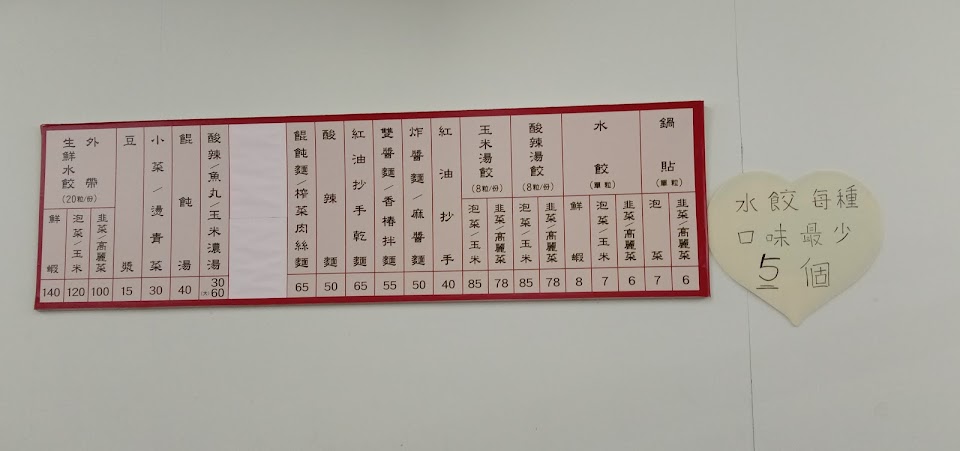 鍋貼
(單粒)
韭菜/高麗菜
6
泡菜
7
水餃
(單粒)
韭菜/高麗菜
6
泡菜/玉米
7
鮮蝦
8
酸辣湯餃
(8粒/份)
韭菜/高麗菜
78
泡菜/玉米
85
玉米湯餃
(8粒/份)
韭菜/高麗菜
78
泡菜/玉米
85
紅油抄手
40
炸醬麵/麻醬麵
50
雙醬麵/香椿拌麵
55
紅油抄手乾麵
65
酸辣麵
50
餛飩麵/榨菜肉絲麵
65
酸辣/魚丸/玉米濃湯
30
(大)60
餛飩湯
40
小菜/燙青菜
30
豆漿
15
外帶
生鮮水餃
(20粒/份)
韭菜/高麗菜
100
泡菜/玉米
120
鮮蝦
140
水餃每種
口味最少
5個